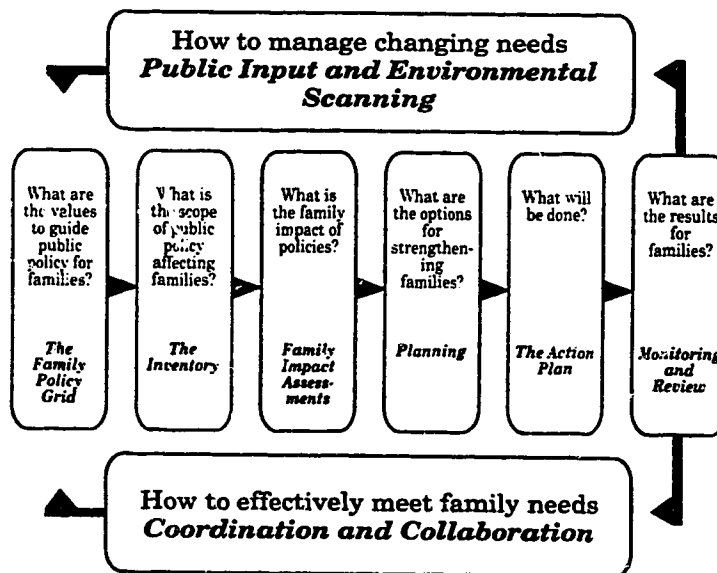 How to manage changing needs
Public Input and Environmental
Scanning
What are
the values
to guide
public
policy for
families?
The
Family
Policy
Grid
What is
the scope
of public
policy
affecting
families?
The
Inventory
What is
the family
impact of
policies?
Family
Impact
Assess-
ments
What are
the options
for
strengthen-
ing
families?
Planning
What will
be done?
The Action
Plan
What are
the results
for
families?
Monitoring
and
Review
How to effectively meet family needs
Coordination and Collaboration